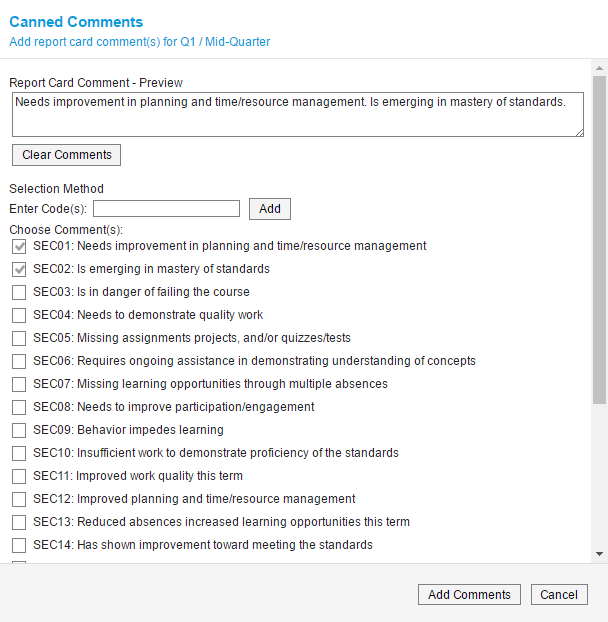 Canned Comments
Add report card comment(s) for Q1 / Mid-Quarter
Report Card Comment - Preview
Needs improvement in planning and time/resource management. Is emerging in mastery of standards.
Clear Comments
Selection Method
Enter Code(s):
Add
Choose Comment(s):
SEC01: Needs improvement in planning and time/resource management
SEC02: Is emerging in mastery of standards
SEC03: Is in danger of failing the course
SEC04: Needs to demonstrate quality work
SEC05: Missing assignments projects, and/or quizzes/tests
SEC06: Requires ongoing assistance in demonstrating understanding of concepts
SEC07: Missing learning opportunities through multiple absences
SEC08: Needs to improve participation/engagement
SEC09: Behavior impedes learning
SEC10: Insufficient work to demonstrate proficiency of the standards
SEC11: Improved work quality this term
SEC12: Improved planning and time/resource management
SEC13: Reduced absences increased learning opportunities this term
SEC14: Has shown improvement toward meeting the standards
Add Comments
Cancel